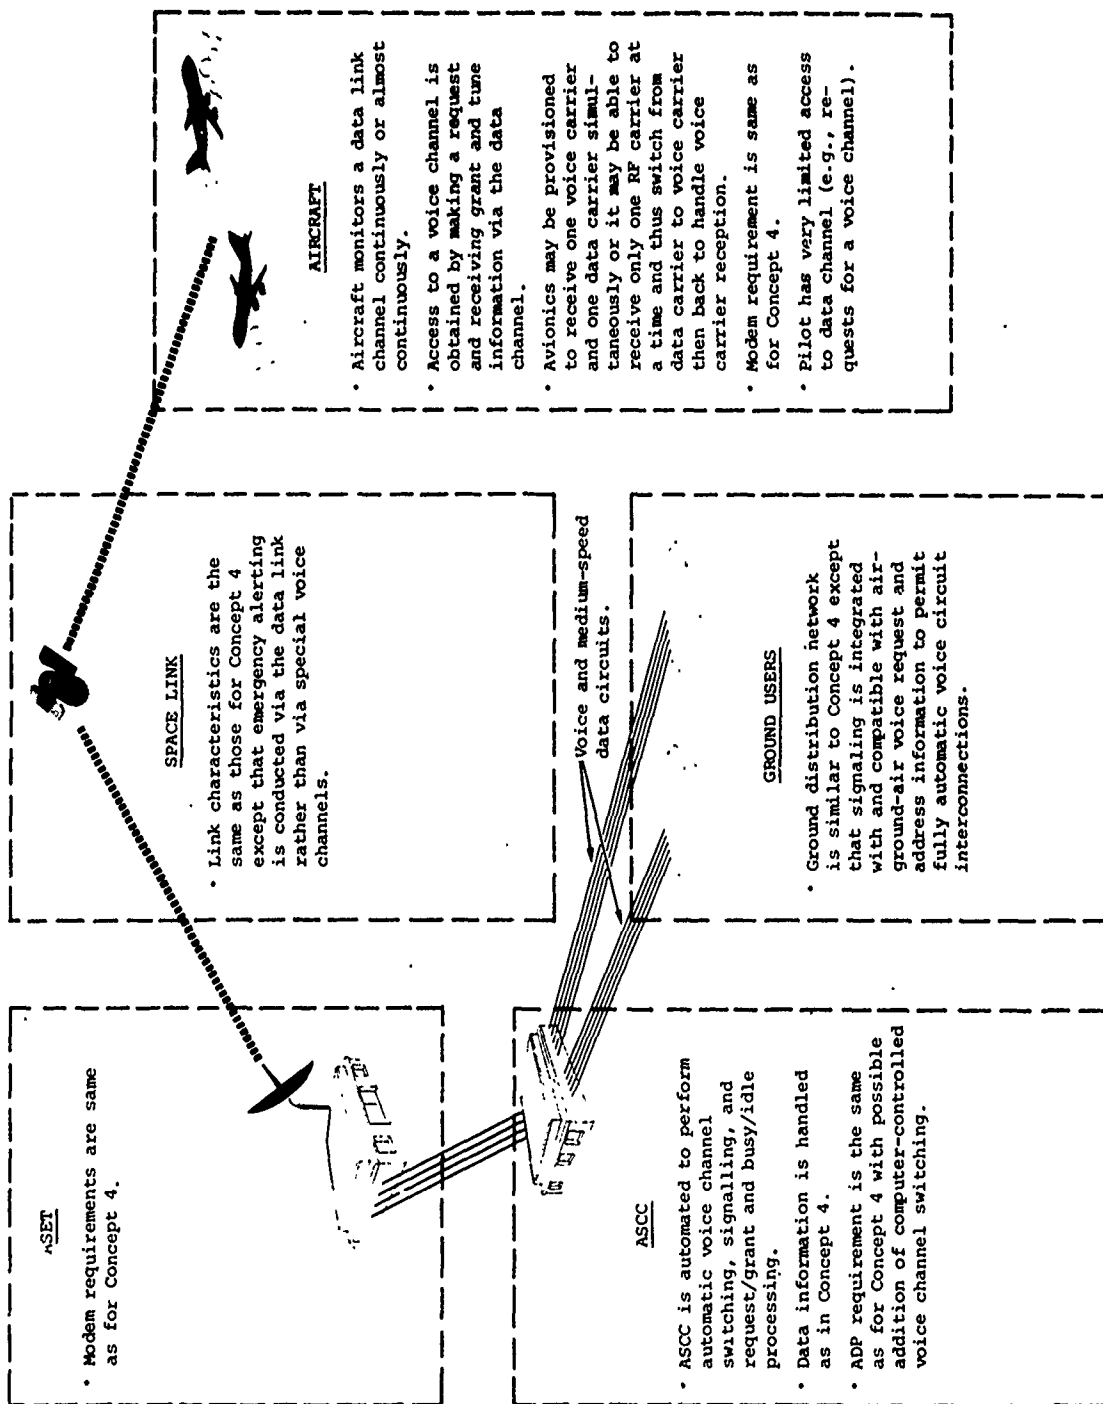 ASCC
• ASCC is automated to perform
automatic voice channel
switching, signalling, and
request/grant and busy/idle
processing.
• Data information is handled
as in Concept 4.
• ADP requirement is the same
as for Concept 4 with possible
addition of computer-controlled
voice channel switching.
ASET
• Modem requirements are same
as for Concept 4.
GROUND USERS
• Ground distribution network
is similar to Concept 4 except
that signaling is integrated
with and compatible with air-
ground-air voice request and
address information to permit
fully automatic voice circuit
interconnections.
Voice and medium-speed
data circuits.
SPACE LINK
• Link characteristics are the
same as those for Concept 4
except that emergency alerting
is conducted via the data link
rather than via special voice
channels.
AIRCRAFT
• Aircraft monitors a data link
channel continuously or almost
continuously.
• Access to a voice channel is
obtained by making a request
and receiving grant and tune
information via the data
channel.
• Avionics may be provisioned
to receive one voice carrier
and one data carrier simul-
taneously or it may be able to
receive only one RF carrier at
a time and thus switch from
data carrier to voice carrier
then back to handle voice
carrier reception.
• Modem requirement is same as
for Concept 4.
• Pilot has very limited access
to data channel (e.g., re-
quests for a voice channel).